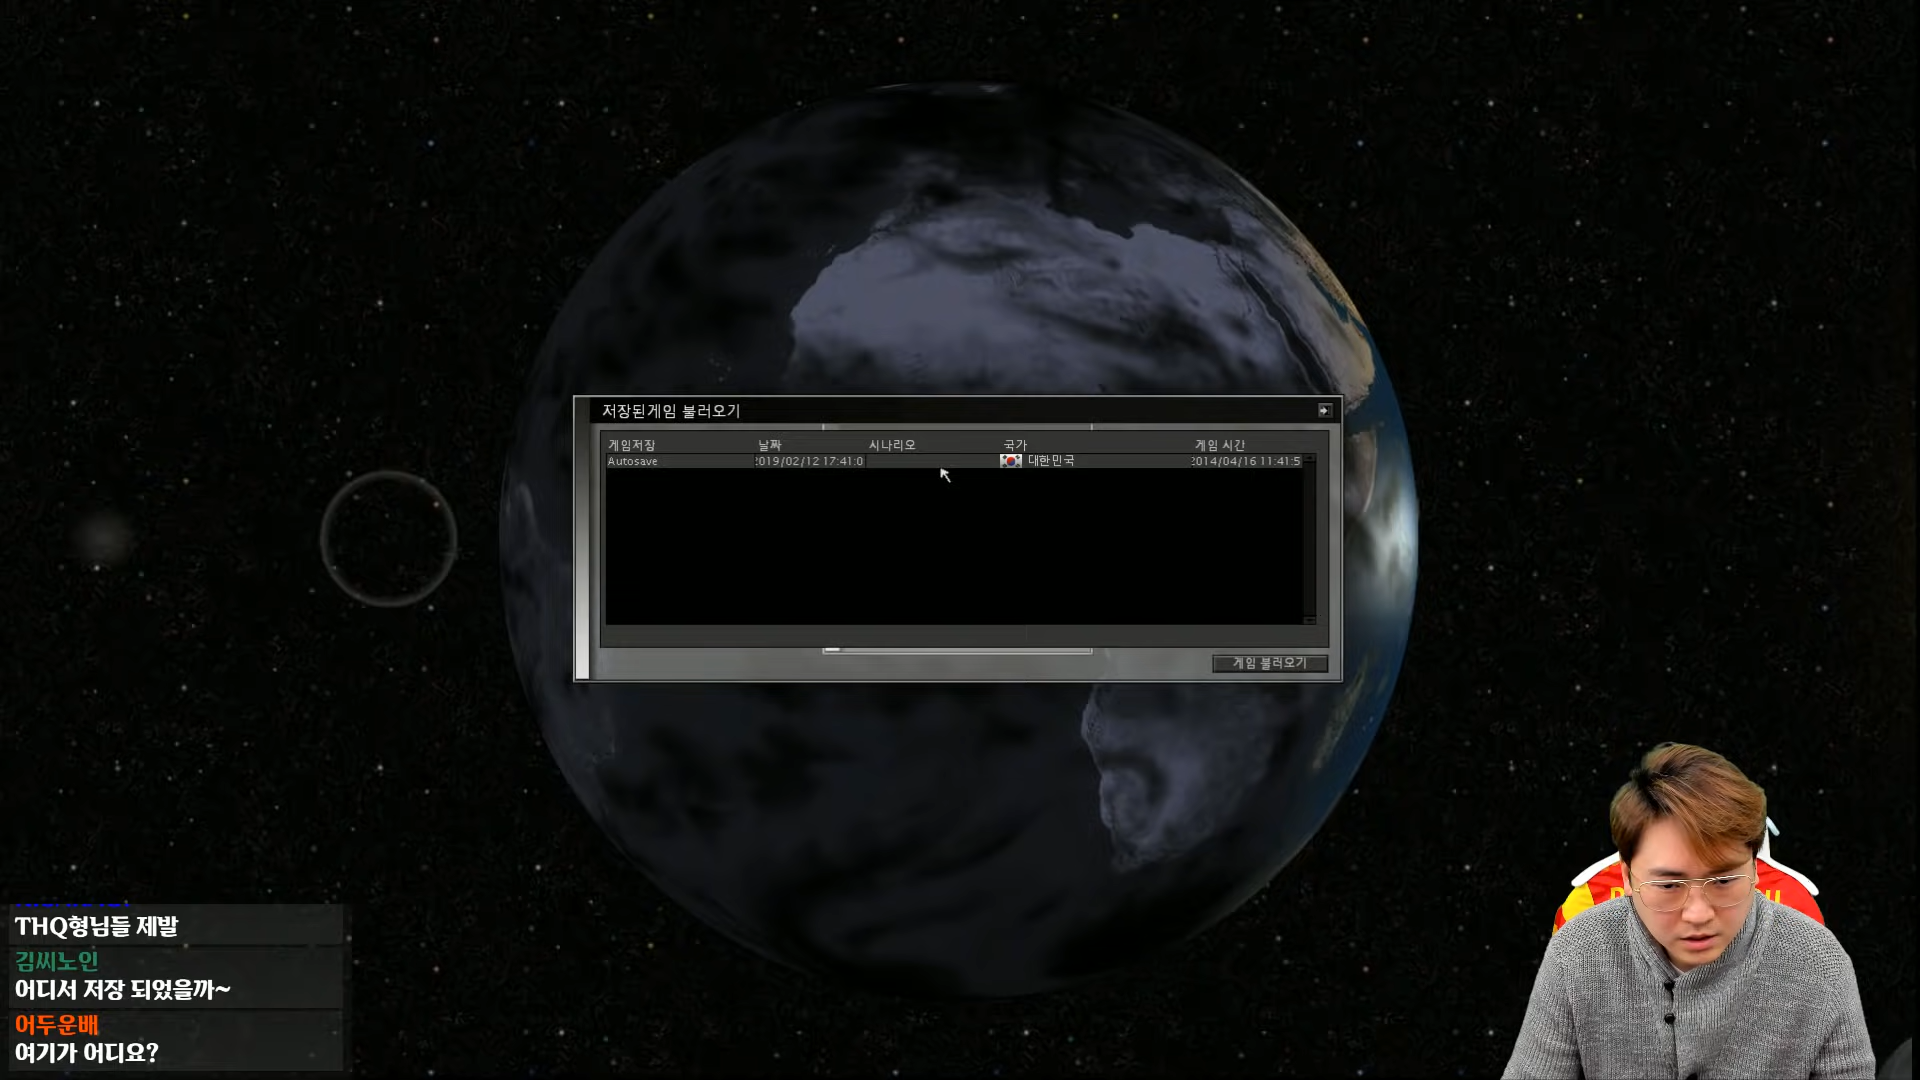 저장된게임 불러오기
게임저장 날짜 시나리오 국가 게임 시간
Autosave 2019/02/12 17:41:0 대한민국 2014/04/16 11:41:5
게임 불러오기
THQ형님들 제발
김씨노인
어디서 저장 되었을까~
어두운배
여기가 어디요?